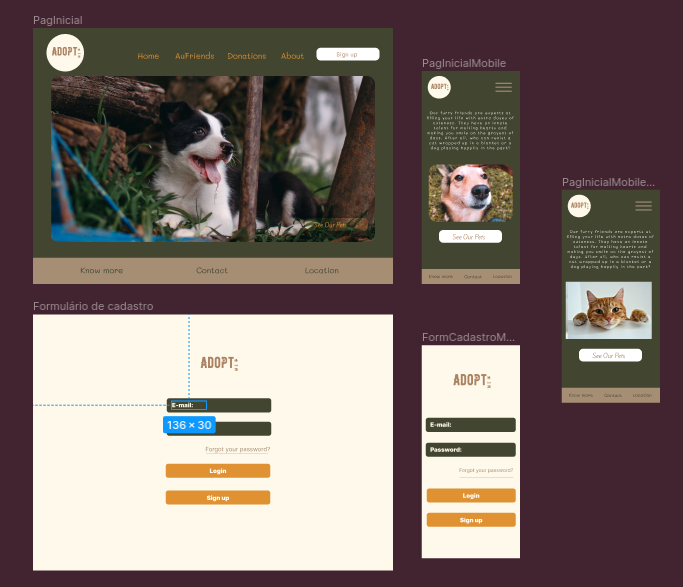 PagInicial
ADOPT:
Home AuFriends Donations About Sign up
See Our Pets
Know more Contact Location
PagInicialMobile
ADOPT:
Our furry friends are experts at
filling your life with extra doses of
cuteness. They have an innate
talent for melting hearts and
making you smile on the grayest of
days. After all, who can resist a
cat wrapped up in a blanket or a
dog playing happily in the park?
See Our Pets
Know more Contact Location
PagInicialMobile...
ADOPT:
Our furry friends are experts at
filling your life with extra doses of
cuteness. They have an innate
talent for melting hearts and
making you smile on the grayest of
days. After all, who can resist a
cat wrapped up in a blanket or a
dog playing happily in the park?
See Our Pets
Know more Contact Location
Formulário de cadastro
ADOPT:
E-mail:
136 × 30
Forgot your password?
Login
Sign up
FormCadastroM...
ADOPT:
E-mail:
Password:
Forgot your password?
Login
Sign up